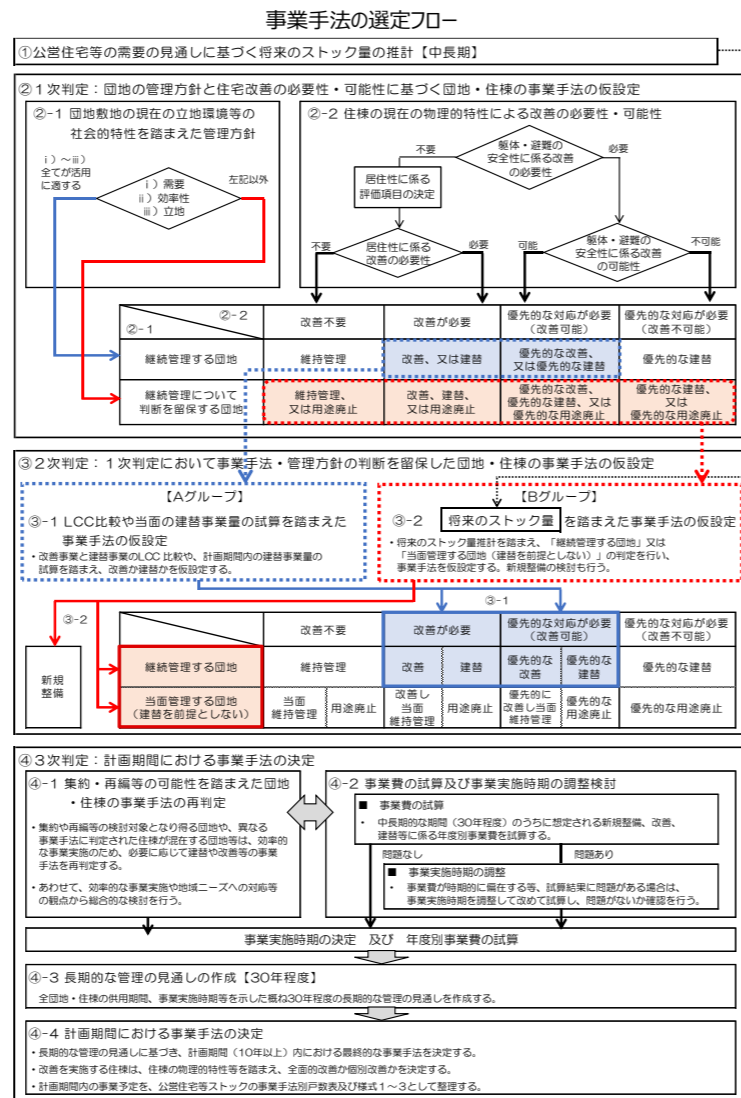 事業手法の選定フロー
①公営住宅等の需要の見通しに基づく将来のストック量の推計【中長期】
②1次判定:団地の管理方針と住宅改善の必要性・可能性に基づく団地・住棟の事業手法の仮設定
②-1 団地敷地の現在の立地環境等の
社会的特性を踏まえた管理方針
ⅰ)～ⅲ)
全てが活用
に適する
ⅰ)需要
ⅱ)効率性
ⅲ)立地
左記以外
②-2 住棟の現在の物理的特性による改善の必要性・可能性
不要
躯体・避難の
安全性に係る改善
の必要性
必要
居住性に係る
評価項目の決定
不要
居住性に係る
改善の必要性
必要
可能
躯体・避難の
安全性に係る改善
の可能性
不可能
②-1
②-2
改善不要
改善が必要
優先的な対応が必要
(改善可能)
優先的な対応が必要
(改善不可能)
継続管理する団地
維持管理
改善、又は建替
優先的な改善、
又は優先的な建替
優先的な建替
継続管理について
判断を留保する団地
維持管理、
又は用途廃止
改善、建替、
又は用途廃止
優先的な改善、
優先的な建替、又は
優先的な用途廃止
優先的な建替、
又は
優先的な用途廃止
③2次判定:1次判定において事業手法・管理方針の判断を留保した団地・住棟の事業手法の仮設定
【Aグループ】
③-1 LCC比較や当面の建替事業量の試算を踏まえた
事業手法の仮設定
・改善事業と建替事業のLCC比較や、計画期間内の建替事業量の
試算を踏まえ、改善か建替かを仮設定する。
【Bグループ】
③-2 将来のストック量 を踏まえた事業手法の仮設定
・将来のストック量推計を踏まえ、「継続管理する団地」又は
「当面管理する団地(建替を前提としない)」の判定を行い、
事業手法を仮設定する。新規整備の検討も行う。
③-2
③-1
新規
整備
改善不要
改善が必要
優先的な対応が必要
(改善可能)
優先的な対応が必要
(改善不可能)
継続管理する団地
維持管理
改善
建替
優先的な
改善
優先的な
建替
優先的な建替
当面管理する団地
(建替を前提としない)
当面
維持管理
用途廃止
改善し
当面
維持管理
用途廃止
優先的に
改善し当面
維持管理
優先的な
用途廃止
優先的な用途廃止
④3次判定:計画期間における事業手法の決定
④-1 集約・再編等の可能性を踏まえた団地
・住棟の事業手法の再判定
・集約や再編等の検討対象となり得る団地や、異なる
事業手法に判定された住棟が混在する団地等は、効率的
な事業実施のため、必要に応じて建替や改善等の事業
手法を再判定する。
・あわせて、効率的な事業実施や地域ニーズへの対応等
の観点から総合的な検討を行う。
④-2 事業費の試算及び事業実施時期の調整検討
■ 事業費の試算
・ 中長期的な期間(30年程度)のうちに想定される新規整備、改善、
建替等に係る年度別事業費を試算する。
問題なし
問題あり
■ 事業実施時期の調整
・ 事業費が時期的に偏在する等、試算結果に問題がある場合は、
事業実施時期を調整して改めて試算し、問題がないか確認を行う。
事業実施時期の決定 及び 年度別事業費の試算
④-3 長期的な管理の見通しの作成【30年程度】
全団地・住棟の供用期間、事業実施時期等を示した概ね30年程度の長期的な管理の見通しを作成する。
④-4 計画期間における事業手法の決定
・長期的な管理の見通しに基づき、計画期間(10年以上)内における最終的な事業手法を決定する。
・改善を実施する住棟は、住棟の物理的特性等を踏まえ、全面的改善か個別改善かを決定する。
・計画期間内の事業予定を、公営住宅等ストックの事業手法別戸数表及び様式1～3として整理する。